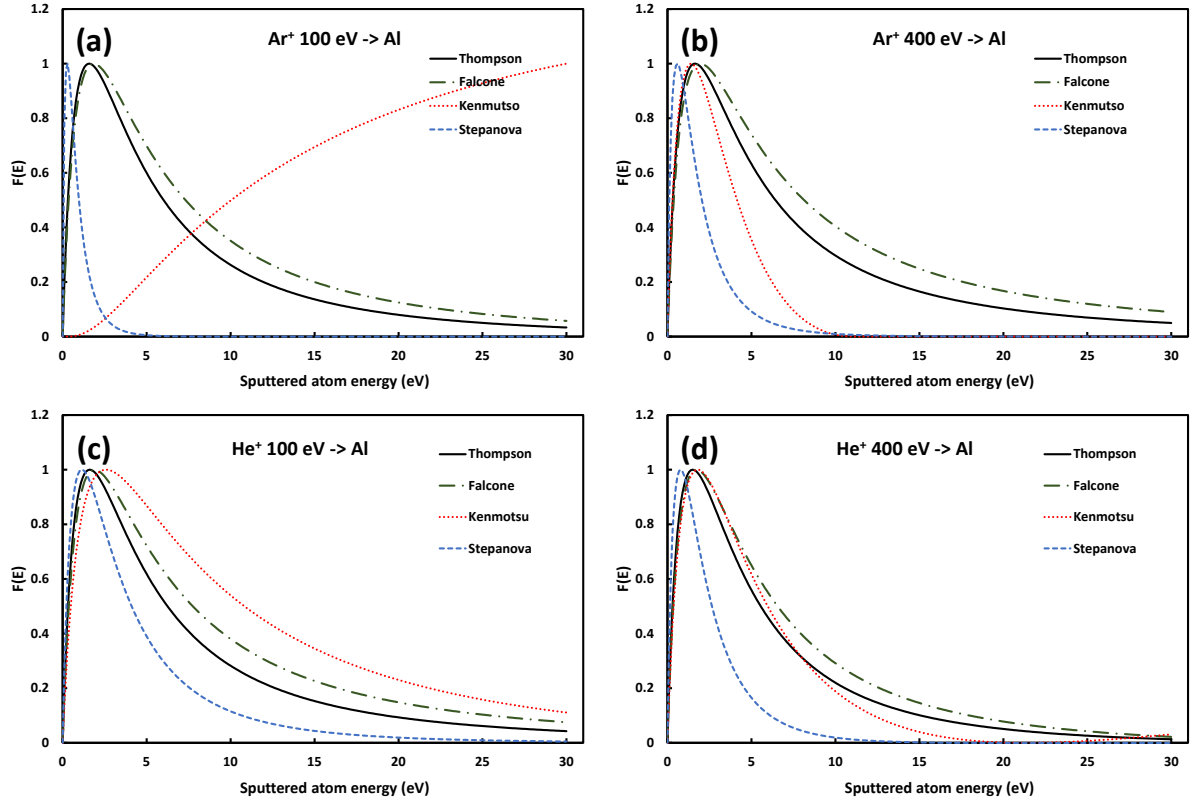 (a)
Ar⁺ 100 eV -> Al
Thompson
Falcone
Kenmutso
Stepanova
F(E)
1.2
1
0.8
0.6
0.4
0.2
0
0 5 10 15 20 25 30
Sputtered atom energy (eV)
(b)
Ar⁺ 400 eV -> Al
Thompson
Falcone
Kenmutso
Stepanova
F(E)
1.2
1
0.8
0.6
0.4
0.2
0
0 5 10 15 20 25 30
Sputtered atom energy (eV)
(c)
He⁺ 100 eV -> Al
Thompson
Falcone
Kenmotsu
Stepanova
F(E)
1.2
1
0.8
0.6
0.4
0.2
0
0 5 10 15 20 25 30
Sputtered atom energy (eV)
(d)
He⁺ 400 eV -> Al
Thompson
Falcone
Kenmotsu
Stepanova
F(E)
1.2
1
0.8
0.6
0.4
0.2
0
0 5 10 15 20 25 30
Sputtered atom energy (eV)